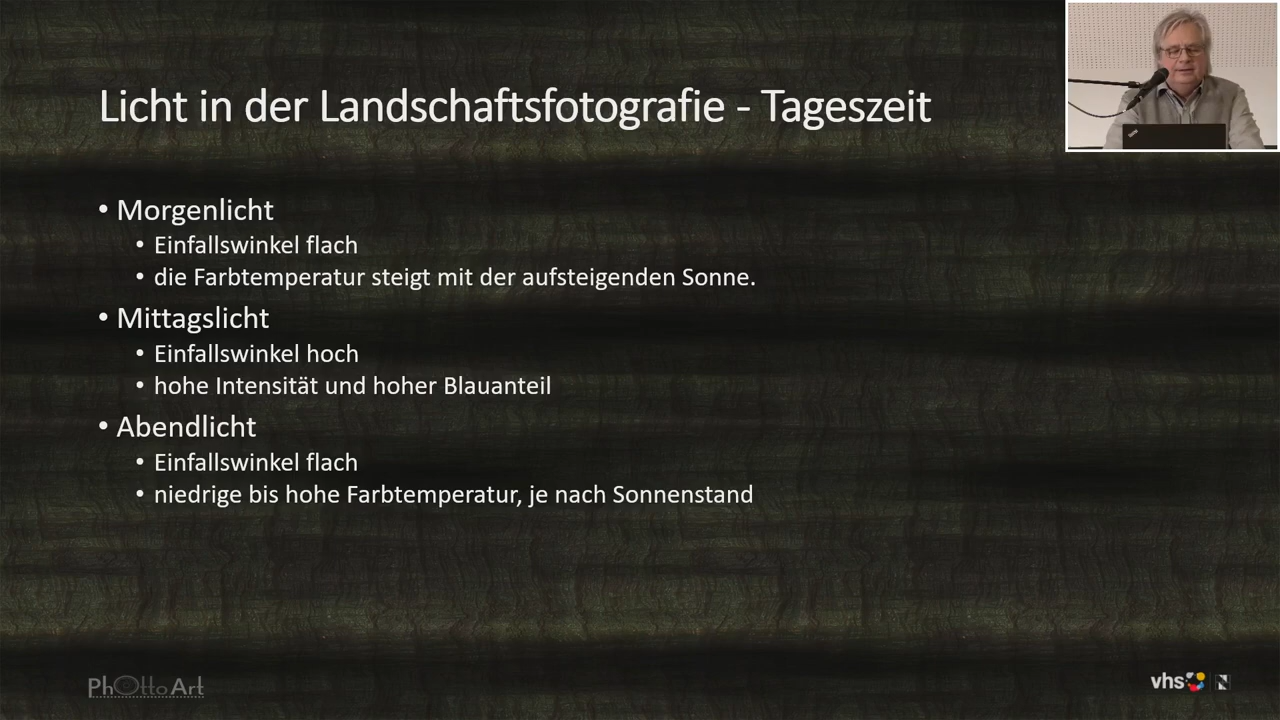 Licht in der Landschaftsfotografie - Tageszeit
• Morgenlicht
• Einfallswinkel flach
• die Farbtemperatur steigt mit der aufsteigenden Sonne.
• Mittagslicht
• Einfallswinkel hoch
• hohe Intensität und hoher Blauanteil
• Abendlicht
• Einfallswinkel flach
• niedrige bis hohe Farbtemperatur, je nach Sonnenstand
PhOttoArt
vhs